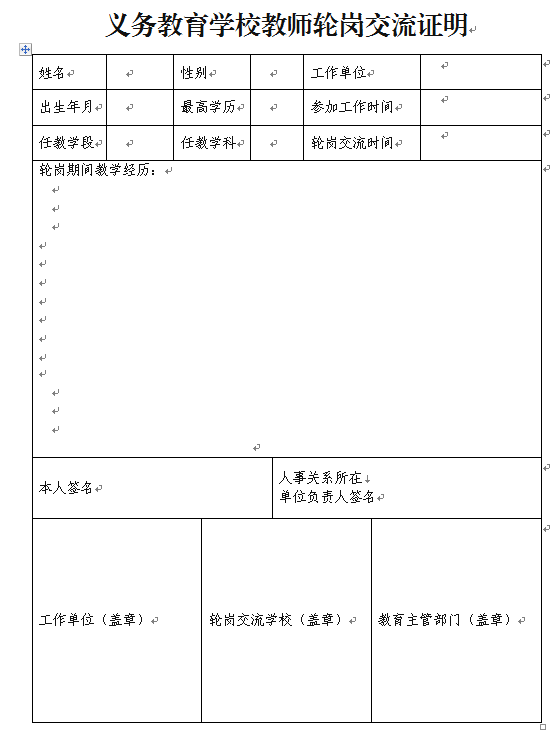 义务教育学校教师轮岗交流证明
姓名 性别 工作单位
出生年月 最高学历 参加工作时间
任教学段 任教学科 轮岗交流时间
轮岗期间教学经历：
本人签名
人事关系所在
单位负责人签名
工作单位（盖章） 轮岗交流学校（盖章） 教育主管部门（盖章）